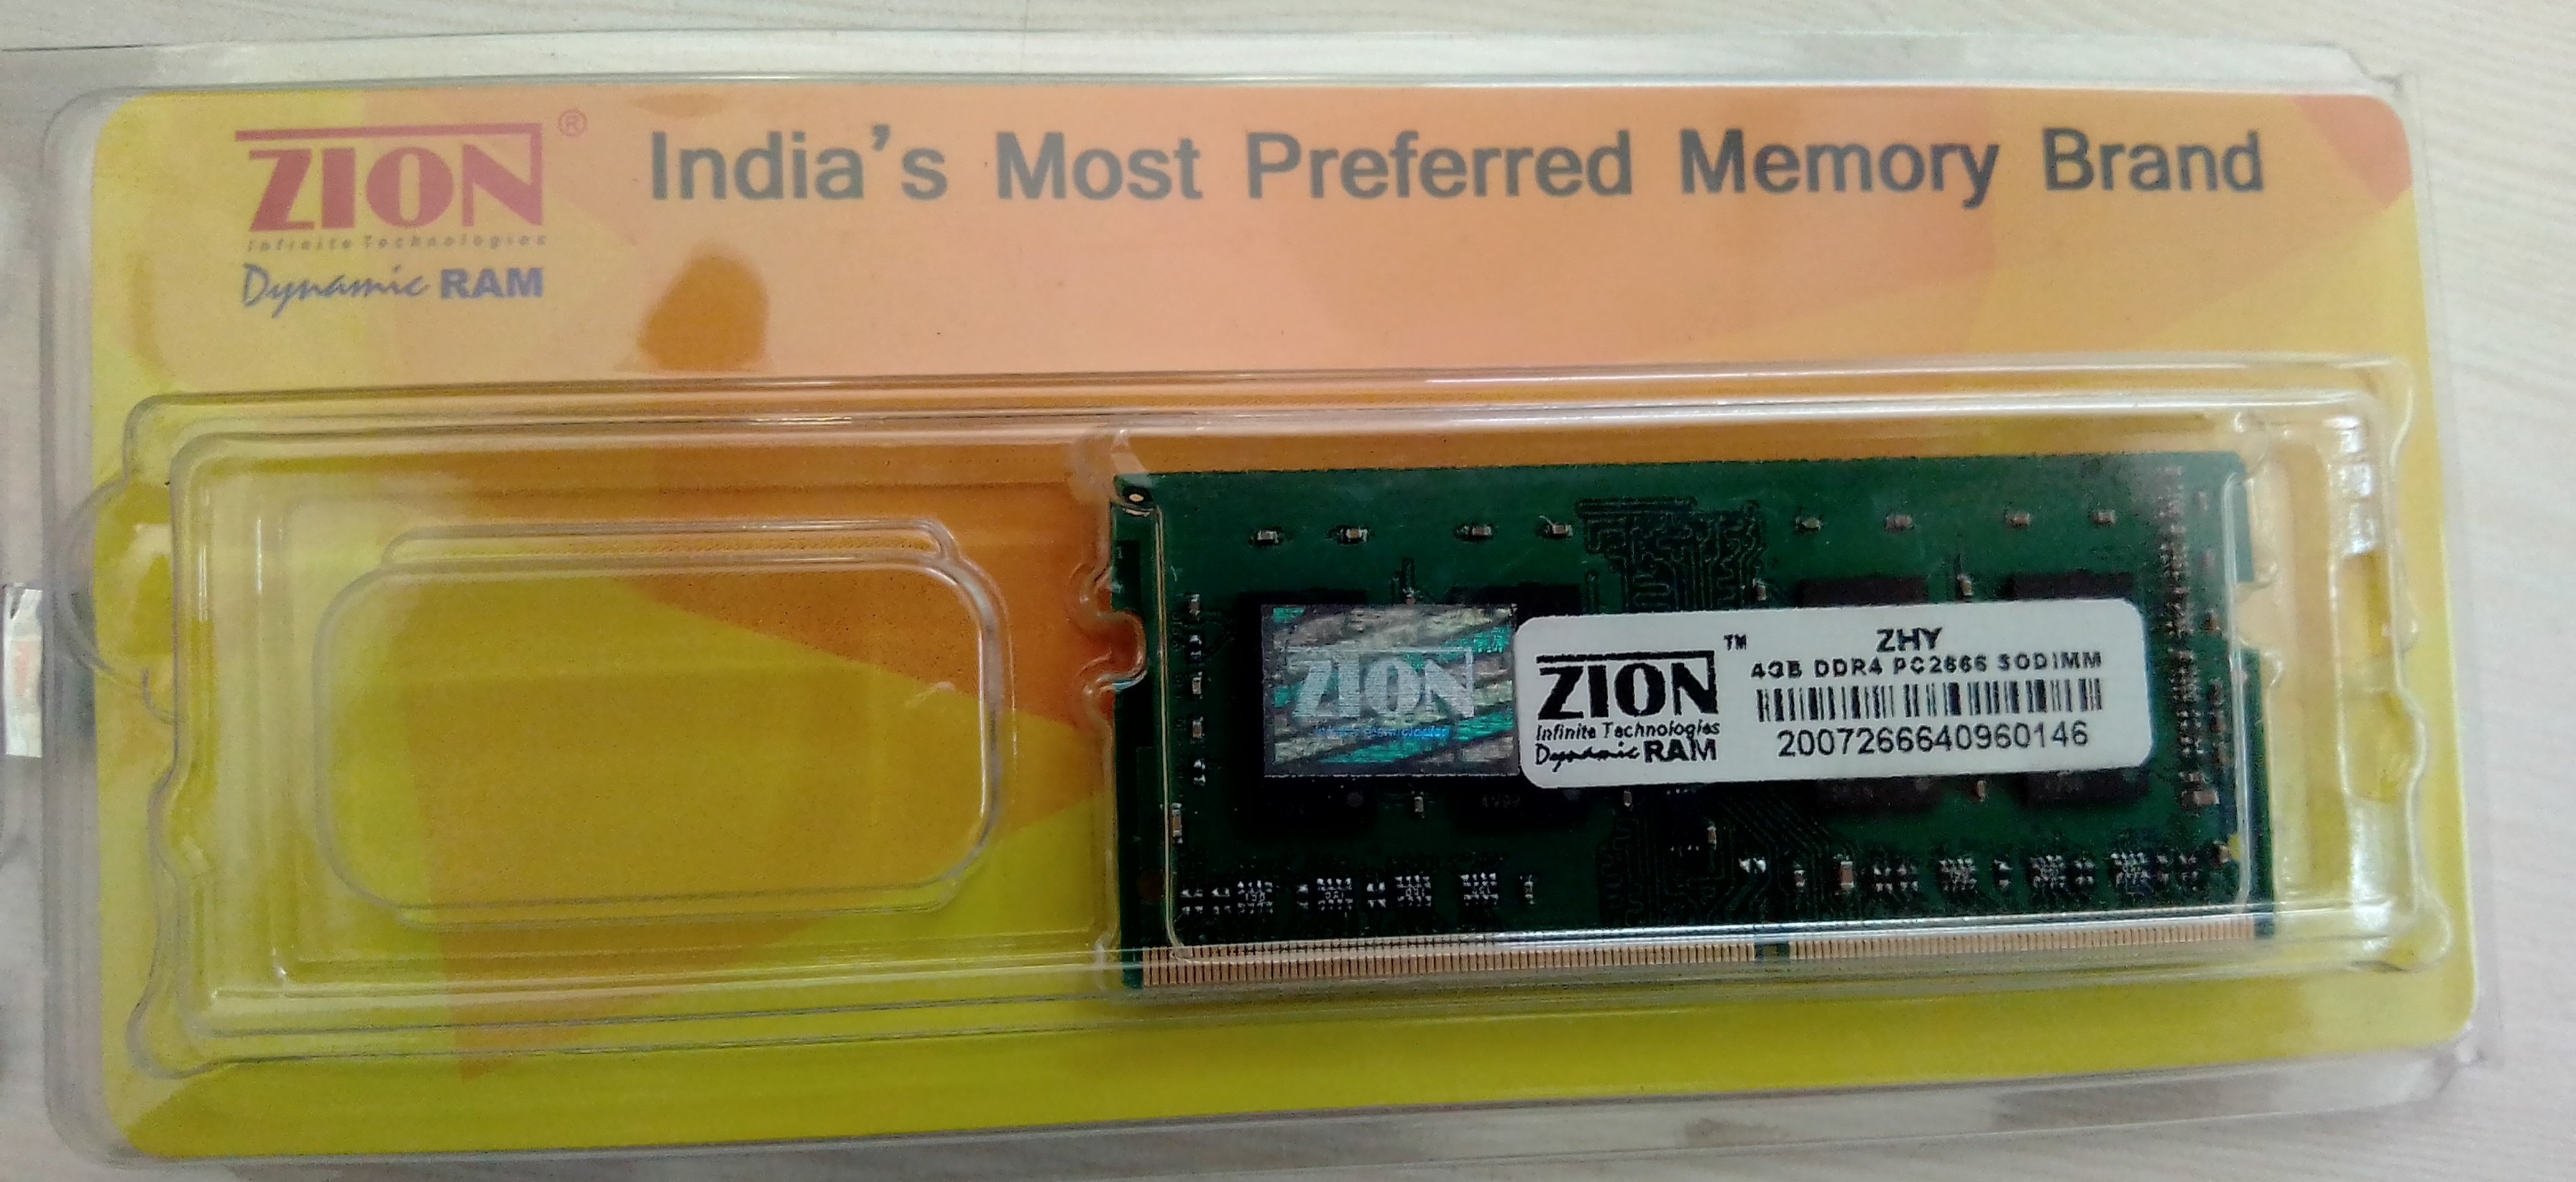 ZION®
Infinite Technologies
Dynamic RAM
India's Most Preferred Memory Brand
ZION
ZION™
Infinite Technologies
Dynamic RAM
ZHY
4GB DDR4 PC2666 SODIMM
2007266640960146